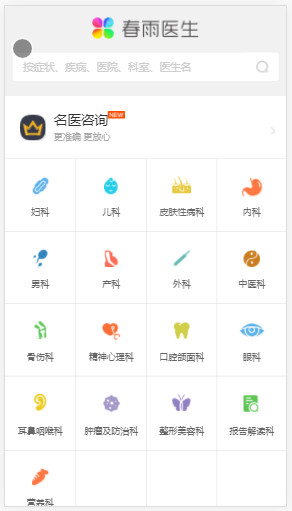 春雨医生
按症状、疾病、医院、科室、医生名
名医咨询 NEW
更准确 更放心
妇科 儿科 皮肤性病科 内科
男科 产科 外科 中医科
骨伤科 精神心理科 口腔颌面科 眼科
耳鼻咽喉科 肿瘤及防治科 整形美容科 报告解读科
营养科